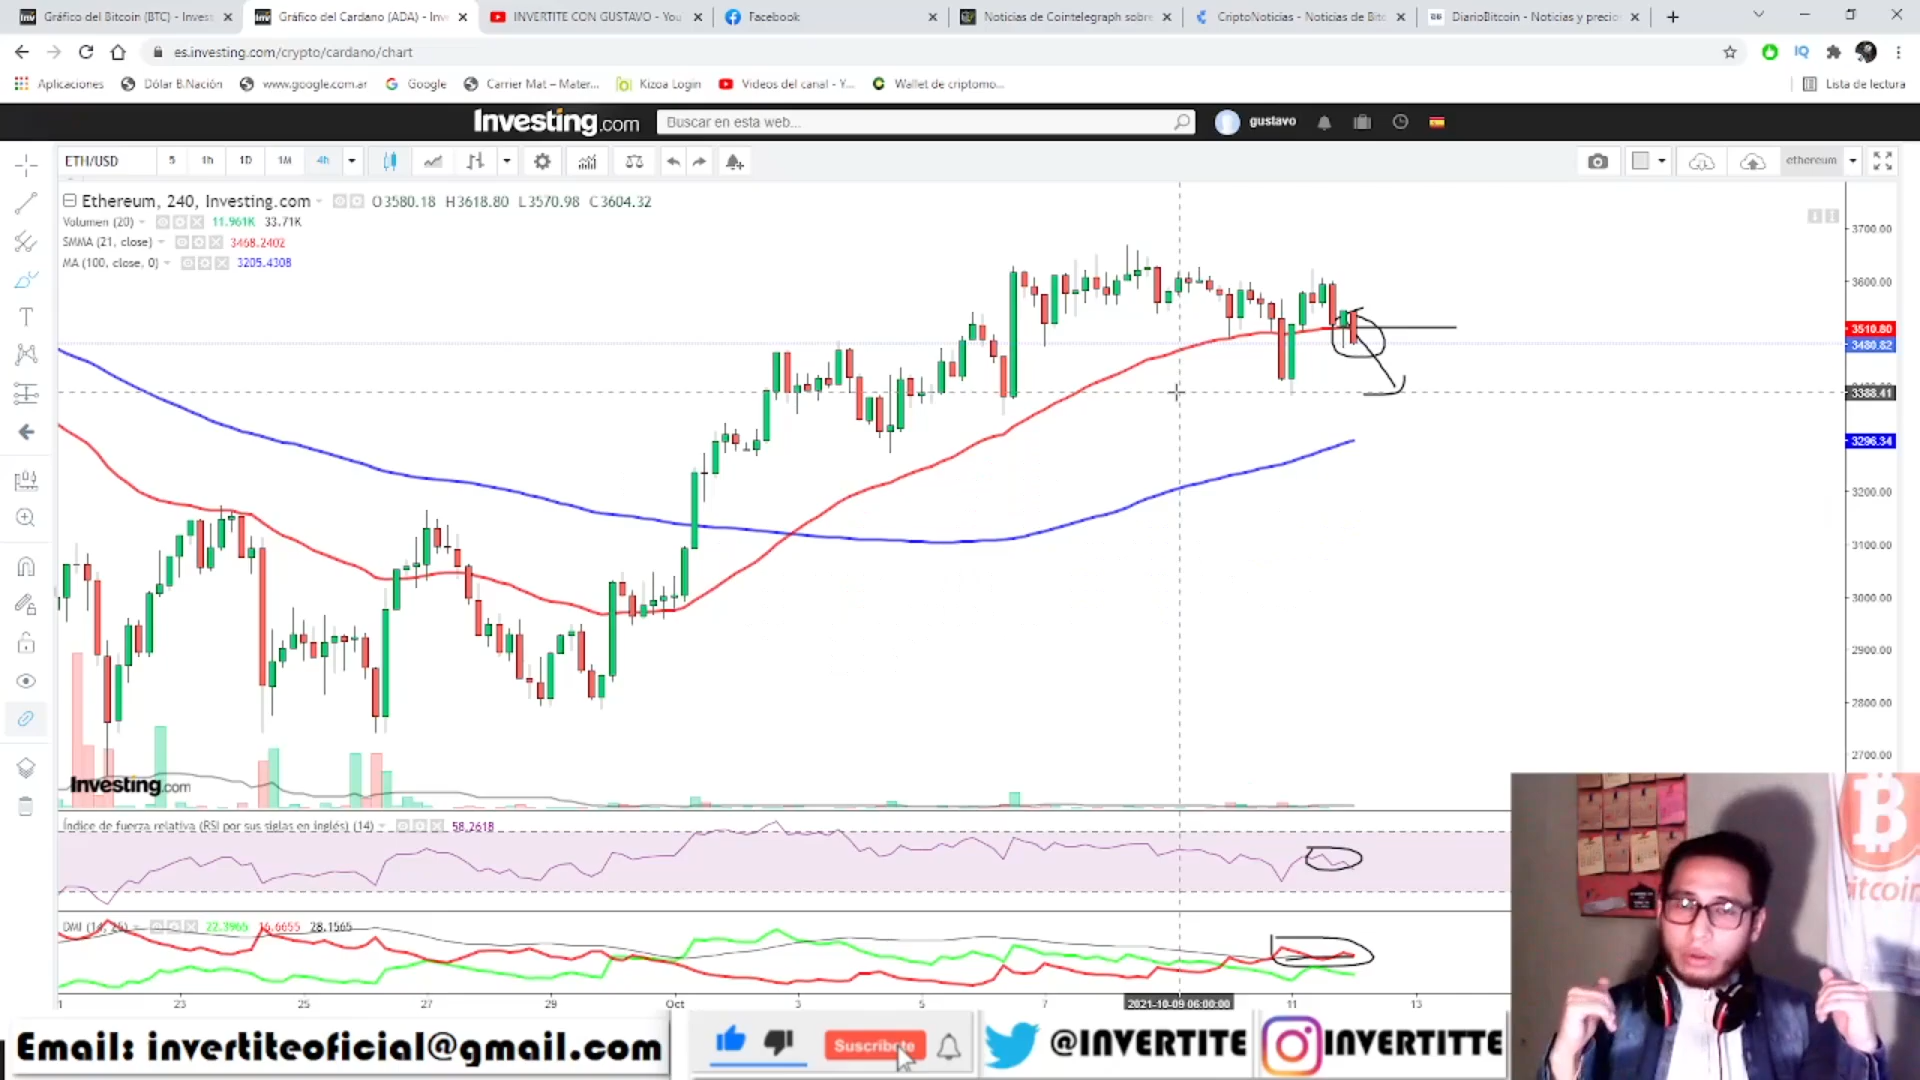 Gráfico del Bitcoin (BTC) - Invest
Gráfico del Cardano (ADA) - Inv
INVERTITE CON GUSTAVO - You
Facebook
Noticias de Cointelegraph sobre
CriptoNoticias - Noticias de Bitc
DiarioBitcoin - Noticias y precio
es.investing.com/crypto/cardano/chart
IQ
Aplicaciones
Dólar B.Nación
www.google.com.ar
Google
Carrier Mat – Mater...
Kizoa Login
Videos del canal - Y...
Wallet de criptomo...
Lista de lectura
Investing.com
Buscar en esta web...
gustavo
ETH/USD
5
1h
1D
1M
4h
ethereum
Ethereum, 240, Investing.com
O3580.18 H3618.80 L3570.98 C3604.32
Volumen (20)
11.961K 33.71K
SMMA (21, close)
3468.2402
MA (100, close, 0)
3205.4308
3700.00
3600.00
3510.80
3480.82
3388.41
3296.34
3200.00
3100.00
3000.00
2900.00
2800.00
2700.00
Investing.com
Índice de fuerza relativa (RSI por sus siglas en inglés) (14)
58.2618
22.3965 16.6655 28.1565
23
25
27
29
Oct
3
5
7
2021-10-09 06:00:00
11
13
Email: invertiteoficial@gmail.com
Suscribete
@INVERTITE
INVERTITTE